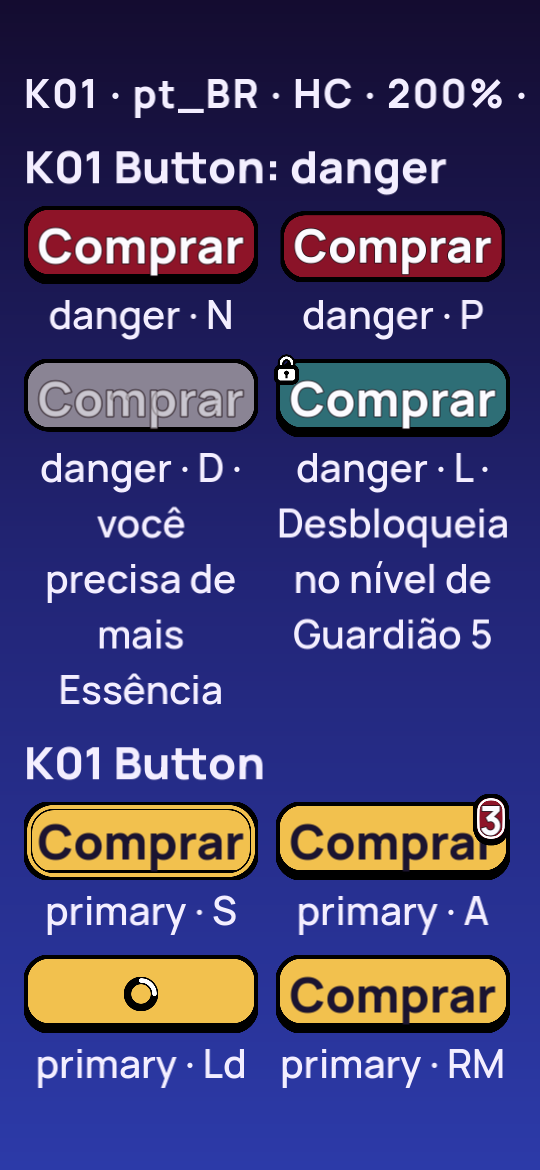 K01 · pt_BR · HC · 200% ·
K01 Button: danger
Comprar
Comprar
danger · N
danger · P
Comprar
Comprar
danger · D ·
você
precisa de
mais
Essência
danger · L ·
Desbloqueia
no nível de
Guardião 5
K01 Button
Comprar
Comprar
3
primary · S
primary · A
Comprar
primary · Ld
primary · RM